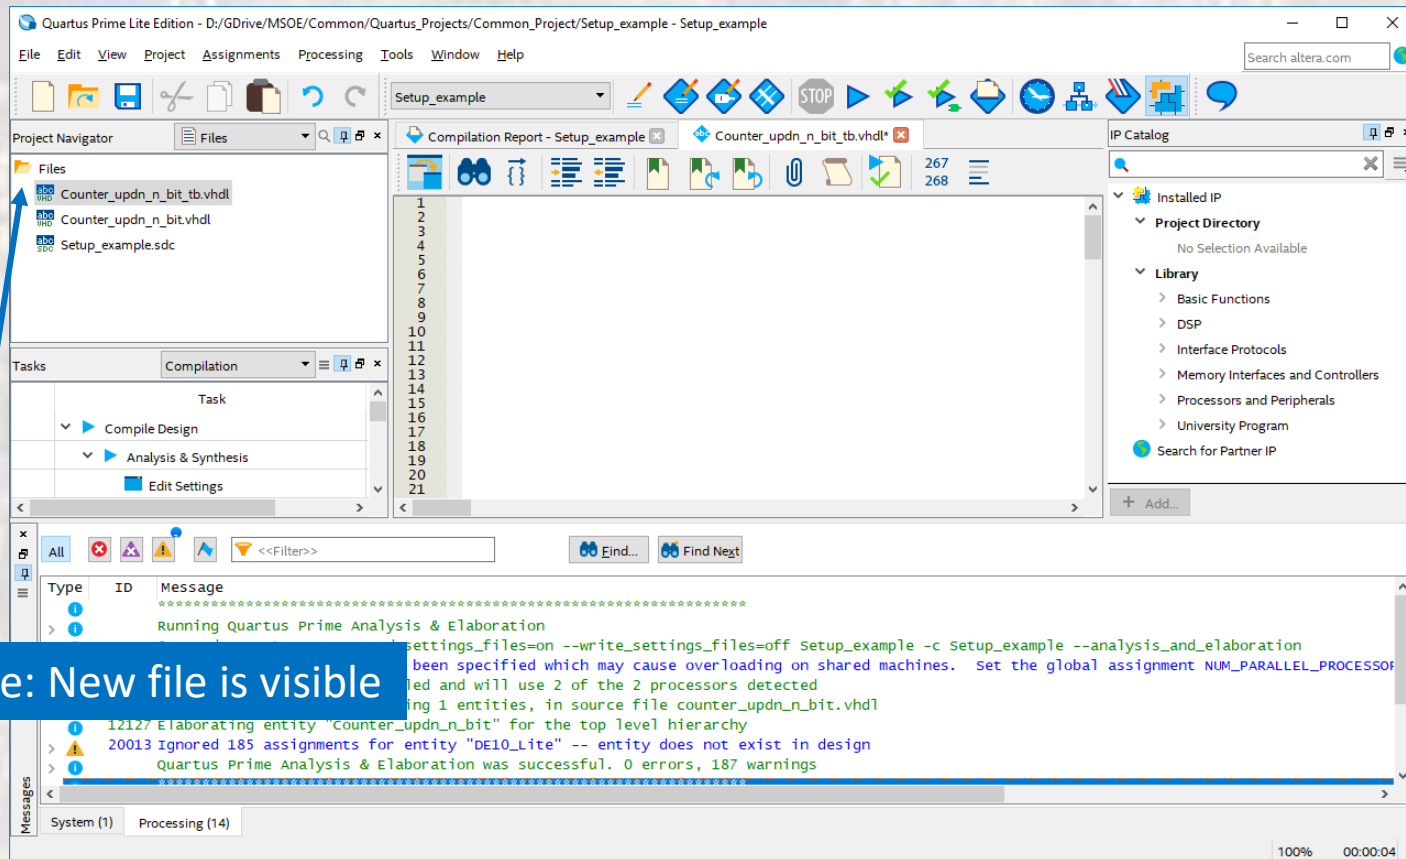 Quartus Prime Lite Edition - D:/GDrive/MSOE/Common/Quartus_Projects/Common_Project/Setup_example - Setup_example
File Edit View Project Assignments Processing Tools Window Help
Search altera.com
Setup_example
STOP
Project Navigator
Files
Files
abc VHD Counter_updn_n_bit_tb.vhdl
abc VHD Counter_updn_n_bit.vhdl
abc SDC Setup_example.sdc
Tasks
Compilation
Task
Compile Design
Analysis & Synthesis
Edit Settings
Compilation Report - Setup_example
Counter_updn_n_bit_tb.vhdl*
267
268
1
2
3
4
5
6
7
8
9
10
11
12
13
14
15
16
17
18
19
20
21
IP Catalog
Installed IP
Project Directory
No Selection Available
Library
Basic Functions
DSP
Interface Protocols
Memory Interfaces and Controllers
Processors and Peripherals
University Program
Search for Partner IP
+ Add...
All
<<Filter>>
Find...
Find Next
Type ID Message
*******************************************************************
Running Quartus Prime Analysis & Elaboration
settings_files=on --write_settings_files=off Setup_example -c Setup_example --analysis_and_elaboration
been specified which may cause overloading on shared machines. Set the global assignment NUM_PARALLEL_PROCESSOR
led and will use 2 of the 2 processors detected
ing 1 entities, in source file counter_updn_n_bit.vhdl
12127 Elaborating entity "Counter_updn_n_bit" for the top level hierarchy
20013 Ignored 185 assignments for entity "DE10_Lite" -- entity does not exist in design
Quartus Prime Analysis & Elaboration was successful. 0 errors, 187 warnings
*******************************************************************
e: New file is visible
Messages
System (1) Processing (14)
100% 00:00:04